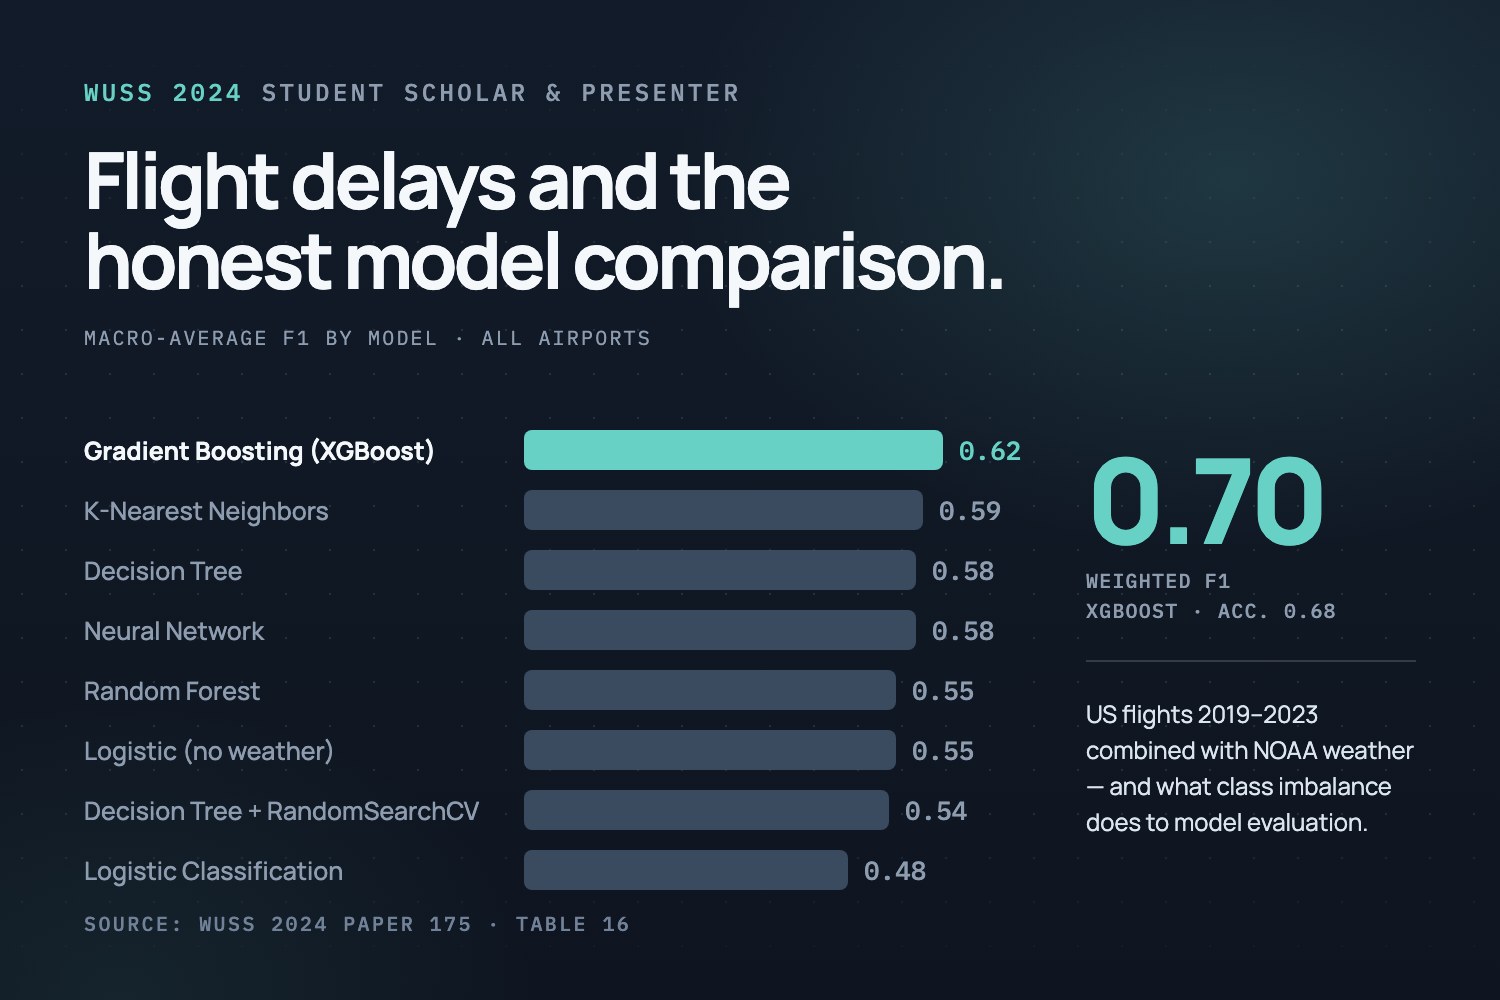 WUSS 2024 STUDENT SCHOLAR & PRESENTER
Flight delays and the
honest model comparison.
MACRO-AVERAGE F1 BY MODEL · ALL AIRPORTS
Gradient Boosting (XGBoost) 0.62
K-Nearest Neighbors 0.59
Decision Tree 0.58
Neural Network 0.58
Random Forest 0.55
Logistic (no weather) 0.55
Decision Tree + RandomSearchCV 0.54
Logistic Classification 0.48
SOURCE: WUSS 2024 PAPER 175 · TABLE 16
0.70
WEIGHTED F1
XGBOOST · ACC. 0.68
US flights 2019–2023
combined with NOAA weather
— and what class imbalance
does to model evaluation.